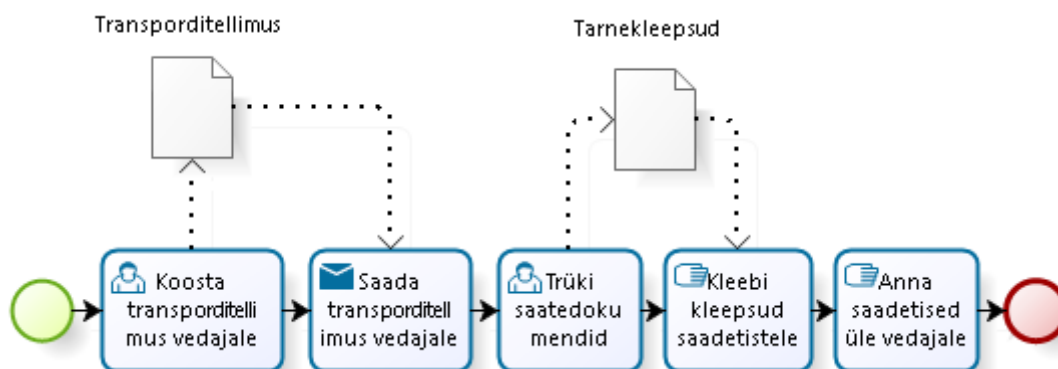 Transporditellimus
Tarnekleepsud
Koosta
transporditelli
mus vedajale
Saada
transporditell
imus vedajale
Trüki
saatedoku
mendid
Kleebi
kleepsud
saadetistele
Anna
saadetised
üle vedajale